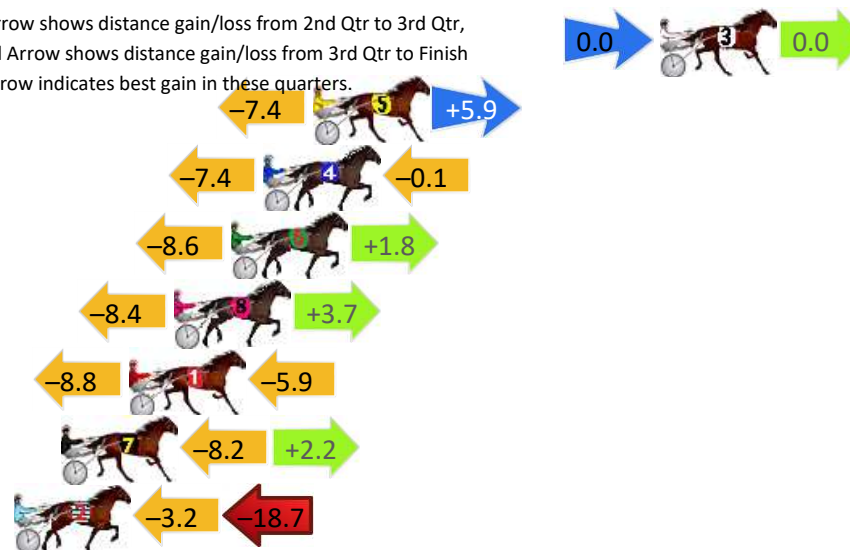 rrow shows distance gain/loss from 2nd Qtr to 3rd Qtr,
l Arrow shows distance gain/loss from 3rd Qtr to Finish
rrow indicates best gain in these quarters.
0.0 3 0.0
−7.4 5 +5.9
−7.4 4 −0.1
−8.6 6 +1.8
−8.4 8 +3.7
−8.8 1 −5.9
7 −8.2 +2.2
2 −3.2 −18.7